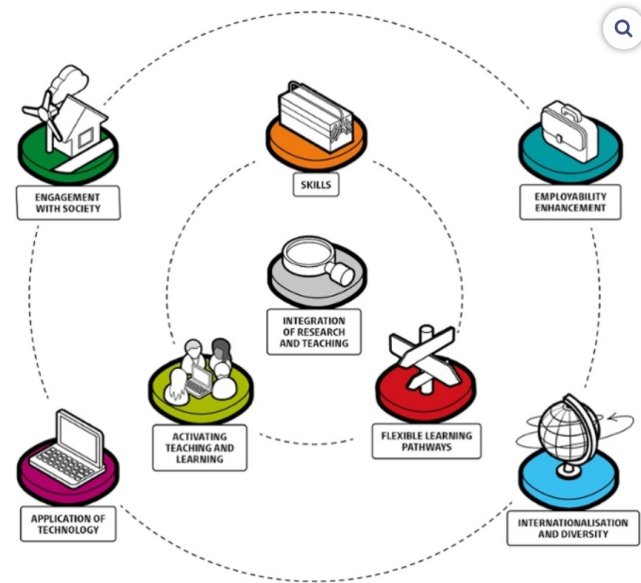 ENGAGEMENT
WITH SOCIETY
SKILLS
EMPLOYABILITY
ENHANCEMENT
INTEGRATION
OF RESEARCH
AND TEACHING
ACTIVATING
TEACHING AND
LEARNING
FLEXIBLE LEARNING
PATHWAYS
APPLICATION OF
TECHNOLOGY
INTERNATIONALISATION
AND DIVERSITY